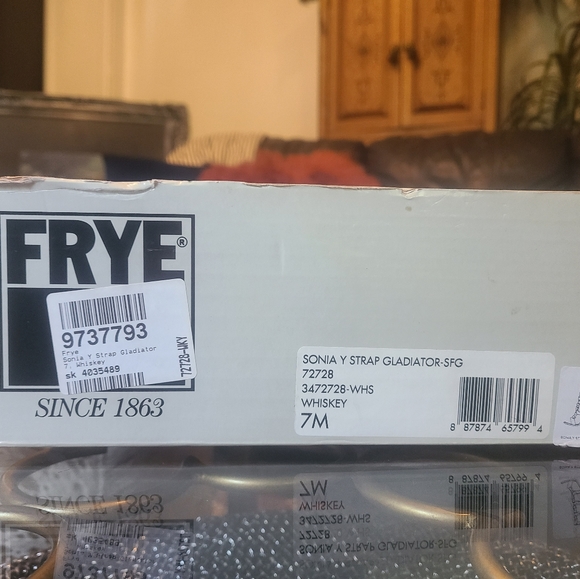 FRYE®
9737793
Frye
Sonia Y Strap Gladiator
7. Whiskey
sk 4035489
72728-WKY
SINCE 1863
SONIA Y STRAP GLADIATOR-SFG
72728
3472728-WHS
WHISKEY
7M
8 87874 65799 4